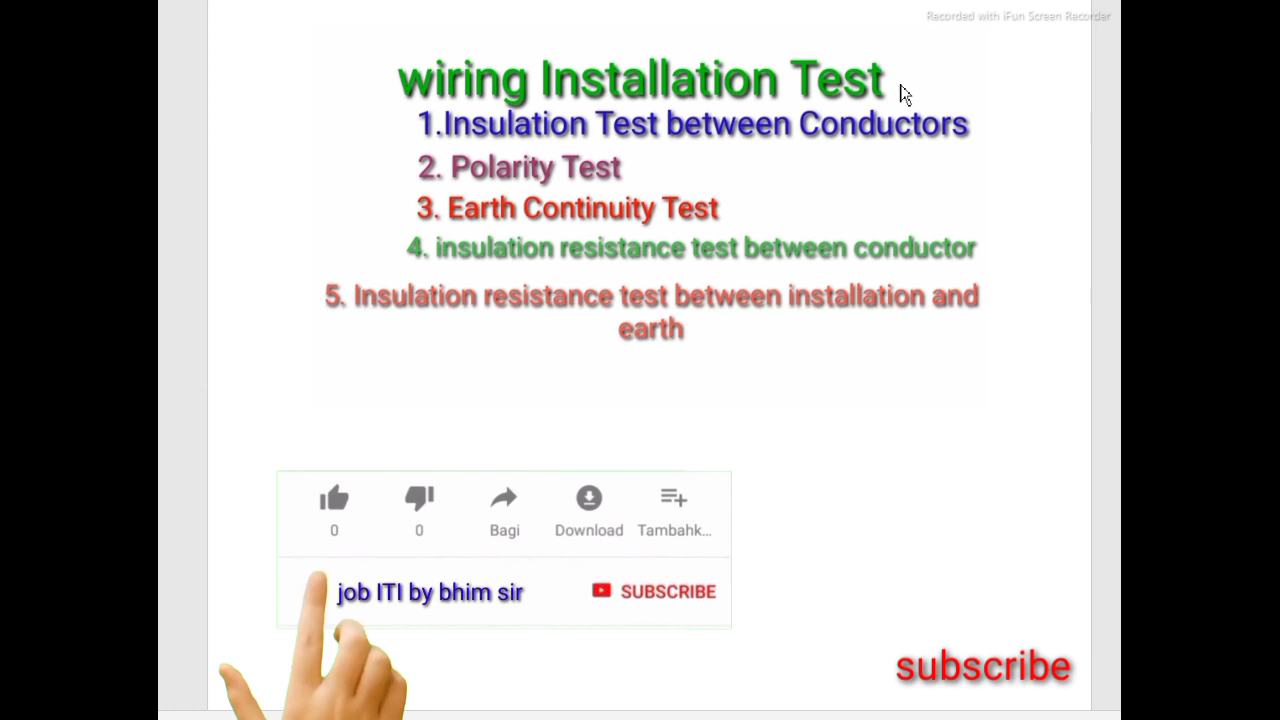 Recorded with iFun Screen Recorder
wiring Installation Test
1.Insulation Test between Conductors
2. Polarity Test
3. Earth Continuity Test
4. insulation resistance test between conductor
5. Insulation resistance test between installation and
earth
0 0 Bagi Download Tambahk...
job ITI by bhim sir SUBSCRIBE
subscribe